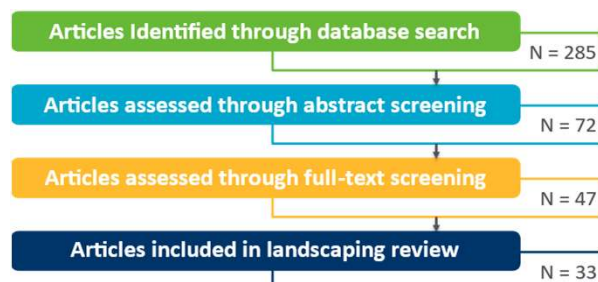 Articles Identified through database search
N = 285
Articles assessed through abstract screening
N = 72
Articles assessed through full-text screening
N = 47
Articles included in landscaping review
N = 33